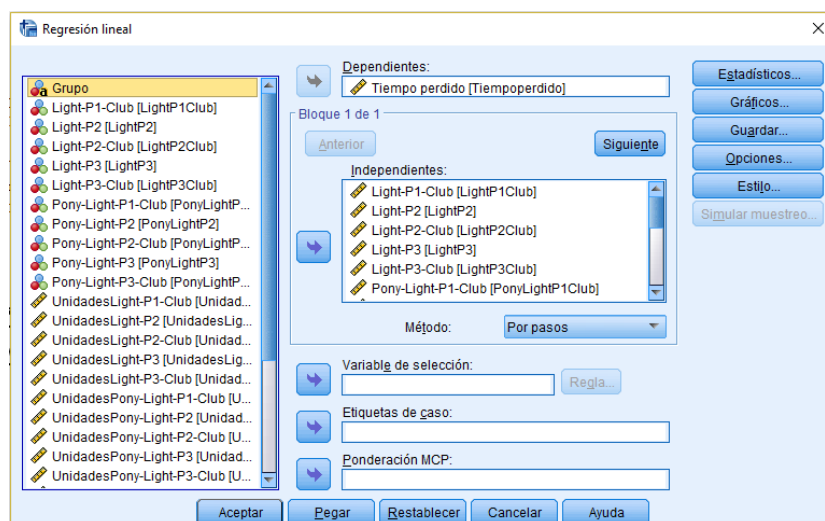 Regresión lineal
Grupo
Light-P1-Club [LightP1Club]
Light-P2 [LightP2]
Light-P2-Club [LightP2Club]
Light-P3 [LightP3]
Light-P3-Club [LightP3Club]
Pony-Light-P1-Club [PonyLightP...
Pony-Light-P2 [PonyLightP2]
Pony-Light-P2-Club [PonyLightP...
Pony-Light-P3 [PonyLightP3]
Pony-Light-P3-Club [PonyLightP...
UnidadesLight-P1-Club [Unidad...
UnidadesLight-P2 [UnidadesLig...
UnidadesLight-P2-Club [Unidad...
UnidadesLight-P3 [UnidadesLig...
UnidadesLight-P3-Club [Unidad...
UnidadesPony-Light-P1-Club [U...
UnidadesPony-Light-P2 [Unidad...
UnidadesPony-Light-P2-Club [U...
UnidadesPony-Light-P3 [Unidad...
UnidadesPony-Light-P3-Club [U...
Dependientes:
Tiempo perdido [Tiempoperdido]
Bloque 1 de 1
Anterior
Siguiente
Independientes:
Light-P1-Club [LightP1Club]
Light-P2 [LightP2]
Light-P2-Club [LightP2Club]
Light-P3 [LightP3]
Light-P3-Club [LightP3Club]
Pony-Light-P1-Club [PonyLightP1Club]
Método:
Por pasos
Variable de selección:
Regla...
Etiquetas de caso:
Ponderación MCP:
Estadísticos...
Gráficos...
Guardar...
Opciones...
Estilo...
Simular muestreo...
Aceptar
Pegar
Restablecer
Cancelar
Ayuda